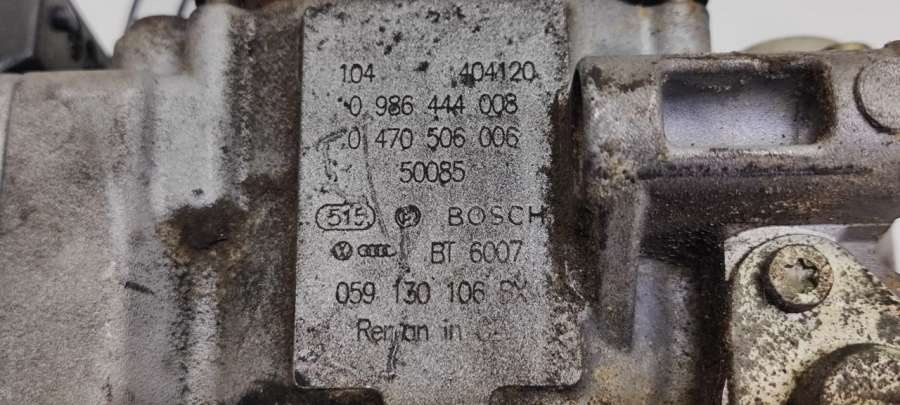 104 404120
0 986 444 008
0 470 506 006
50085
515 BOSCH
BT 6007
059 130 106 BX
Reman in